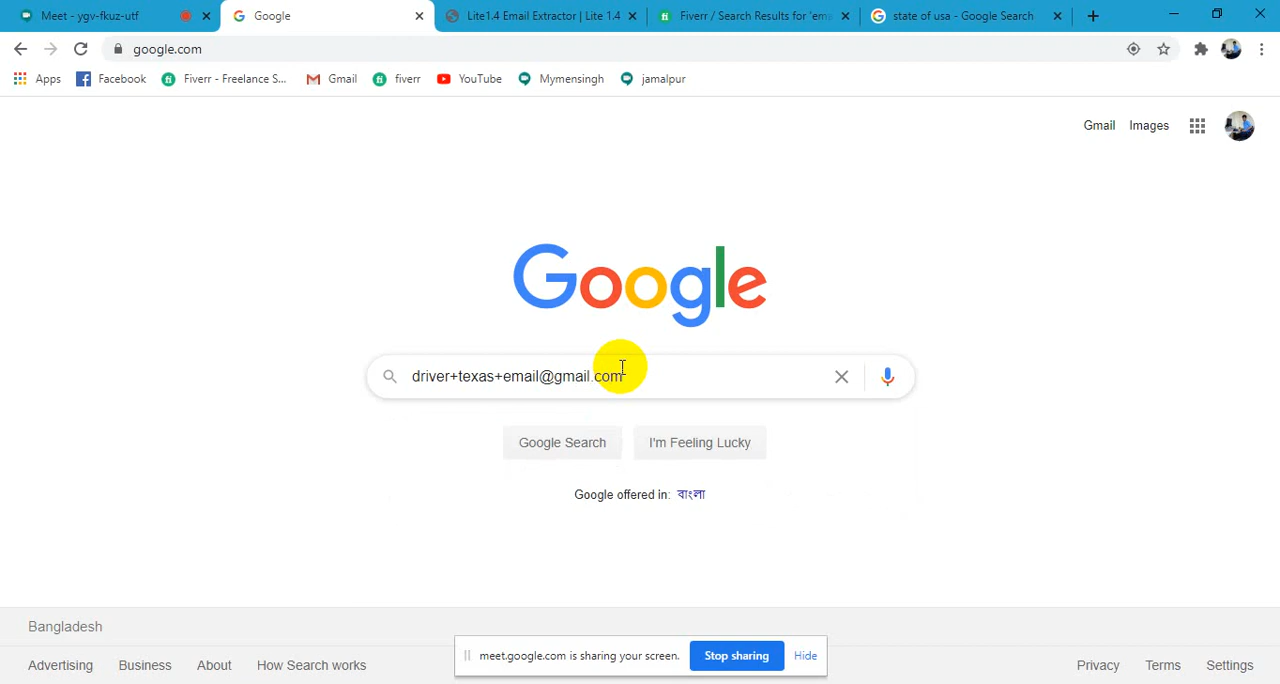 Meet - ygv-fkuz-utf
Google
Lite1.4 Email Extractor | Lite 1.4
Fiverr / Search Results for 'ema
state of usa - Google Search
google.com
Apps
Facebook
Fiverr - Freelance S...
Gmail
fiverr
YouTube
Mymensingh
jamalpur
Gmail
Images
Google
driver+texas+email@gmail.com
Google Search
I'm Feeling Lucky
Google offered in: বাংলা
Bangladesh
meet.google.com is sharing your screen.
Stop sharing
Hide
Advertising
Business
About
How Search works
Privacy
Terms
Settings